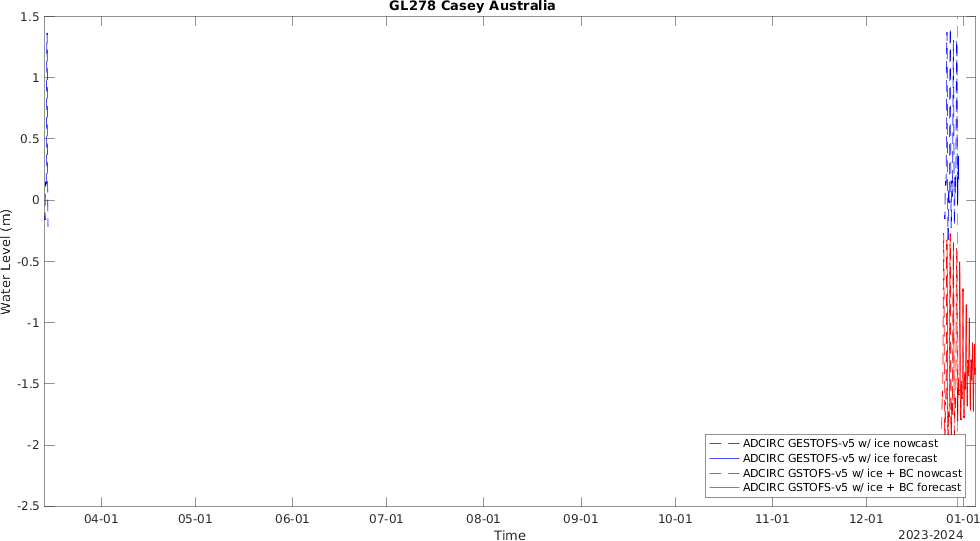 GL278 Casey Australia
1.5
1
0.5
0
-0.5
-1
-1.5
-2
-2.5
Water Level (m)
ADCIRC GESTOFS-v5 w/ ice nowcast
ADCIRC GESTOFS-v5 w/ ice forecast
ADCIRC GSTOFS-v5 w/ ice + BC nowcast
ADCIRC GSTOFS-v5 w/ ice + BC forecast
04-01 05-01 06-01 07-01 08-01 09-01 10-01 11-01 12-01 01-01
Time
2023-2024